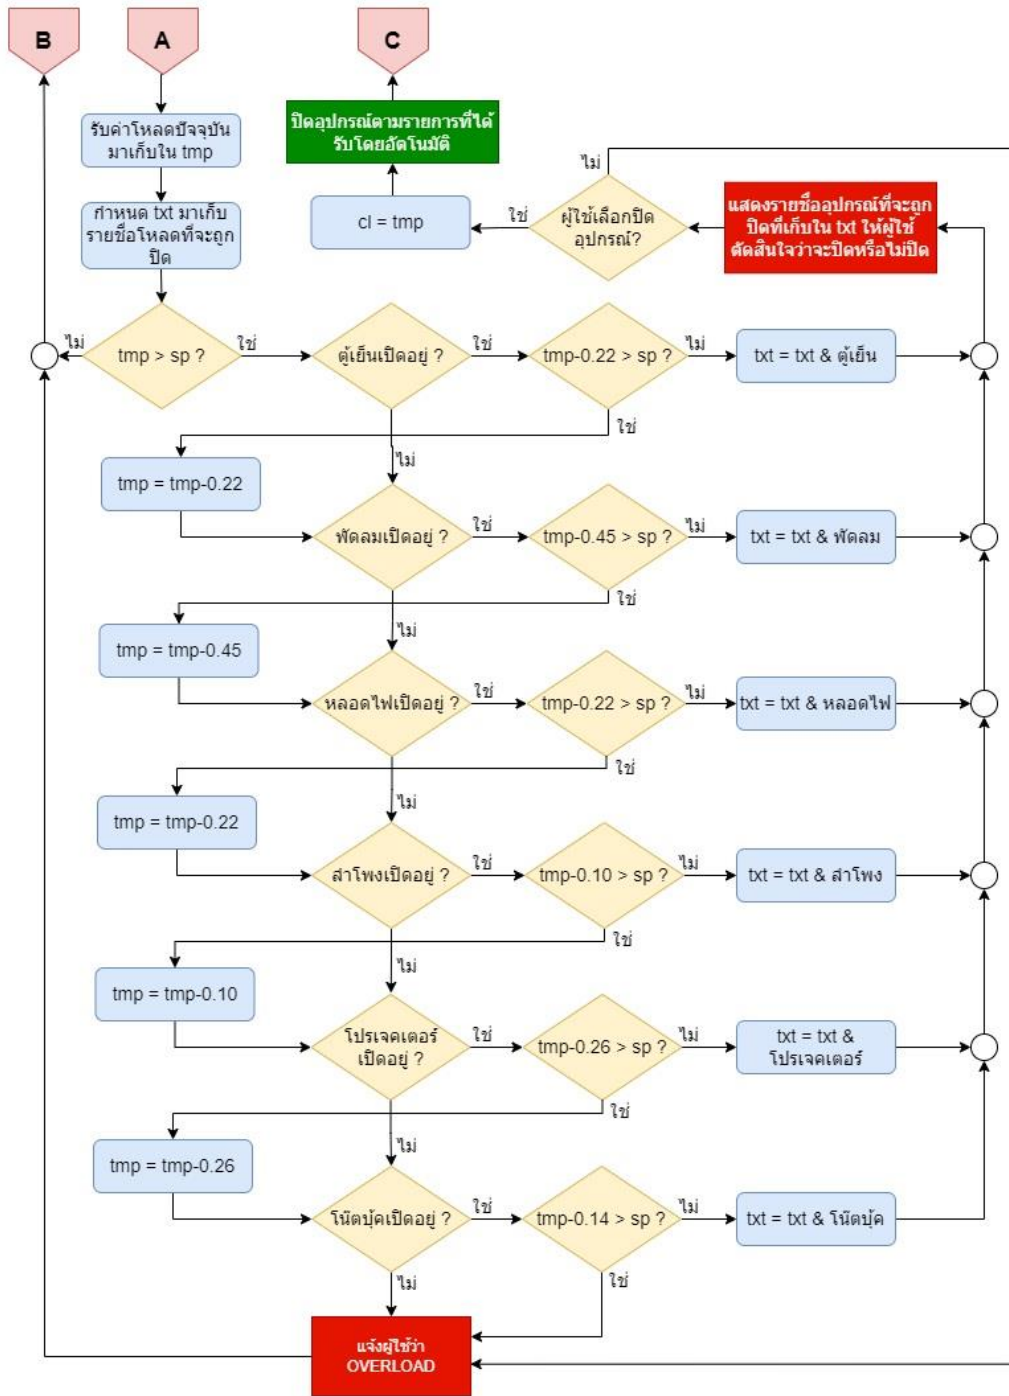 B
A
C
รับค่าโหลดปัจจุบัน
มาเก็บใน tmp
ปิดอุปกรณ์ตามรายการที่ได้
รับโดยอัตโนมัติ
ไม่
กำหนด txt มาเก็บ
รายชื่อโหลดที่จะถูก
ปิด
cl = tmp
ใช่
ผู้ใช้เลือกปิด
อุปกรณ์?
แสดงรายชื่ออุปกรณ์ที่จะถูก
ปิดที่เก็บใน txt ให้ผู้ใช้
ตัดสินใจว่าจะปิดหรือไม่ปิด
ไม่
tmp > sp ?
ใช่
ตู้เย็นเปิดอยู่ ?
ใช่
tmp-0.22 > sp ?
ไม่
txt = txt & ตู้เย็น
ใช่
ไม่
tmp = tmp-0.22
พัดลมเปิดอยู่ ?
ใช่
tmp-0.45 > sp ?
ไม่
txt = txt & พัดลม
ใช่
ไม่
tmp = tmp-0.45
หลอดไฟเปิดอยู่ ?
ใช่
tmp-0.22 > sp ?
ไม่
txt = txt & หลอดไฟ
ใช่
ไม่
tmp = tmp-0.22
ลำโพงเปิดอยู่ ?
ใช่
tmp-0.10 > sp ?
ไม่
txt = txt & ลำโพง
ใช่
ไม่
tmp = tmp-0.10
โปรเจคเตอร์
เปิดอยู่ ?
ใช่
tmp-0.26 > sp ?
ไม่
txt = txt &
โปรเจคเตอร์
ใช่
ไม่
tmp = tmp-0.26
โน๊ตบุ้คเปิดอยู่ ?
ใช่
tmp-0.14 > sp ?
ไม่
txt = txt & โน๊ตบุ้ค
ใช่
ไม่
แจ้งผู้ใช้ว่า
OVERLOAD